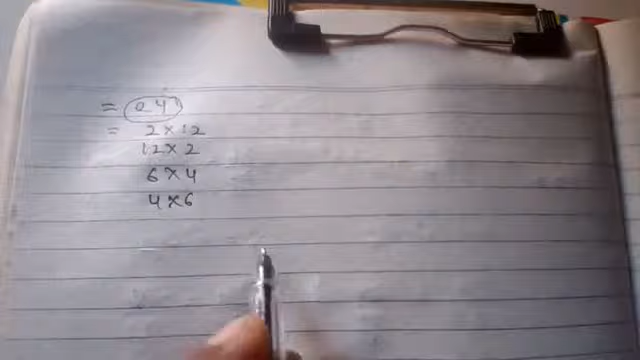 = 24
= 2 × 12
12 × 2
6 × 4
4 × 6